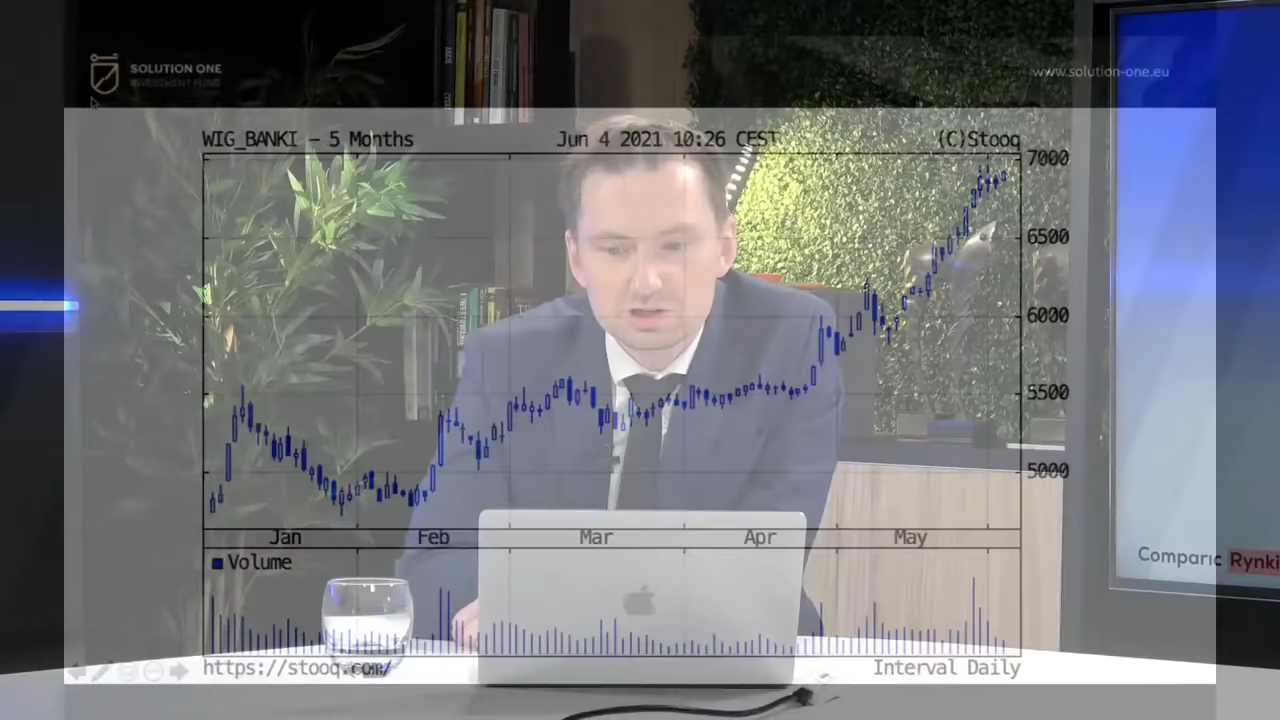 SOLUTION ONE
INVESTMENT FUND
www.solution-one.eu
WIG_BANKI – 5 Months
Jun 4 2021 10:26 CEST
(C)Stooq
7000
6500
6000
5500
5000
Jan
Feb
Mar
Apr
May
Volume
Comparic Rynki
https://stooq.com/
Interval Daily